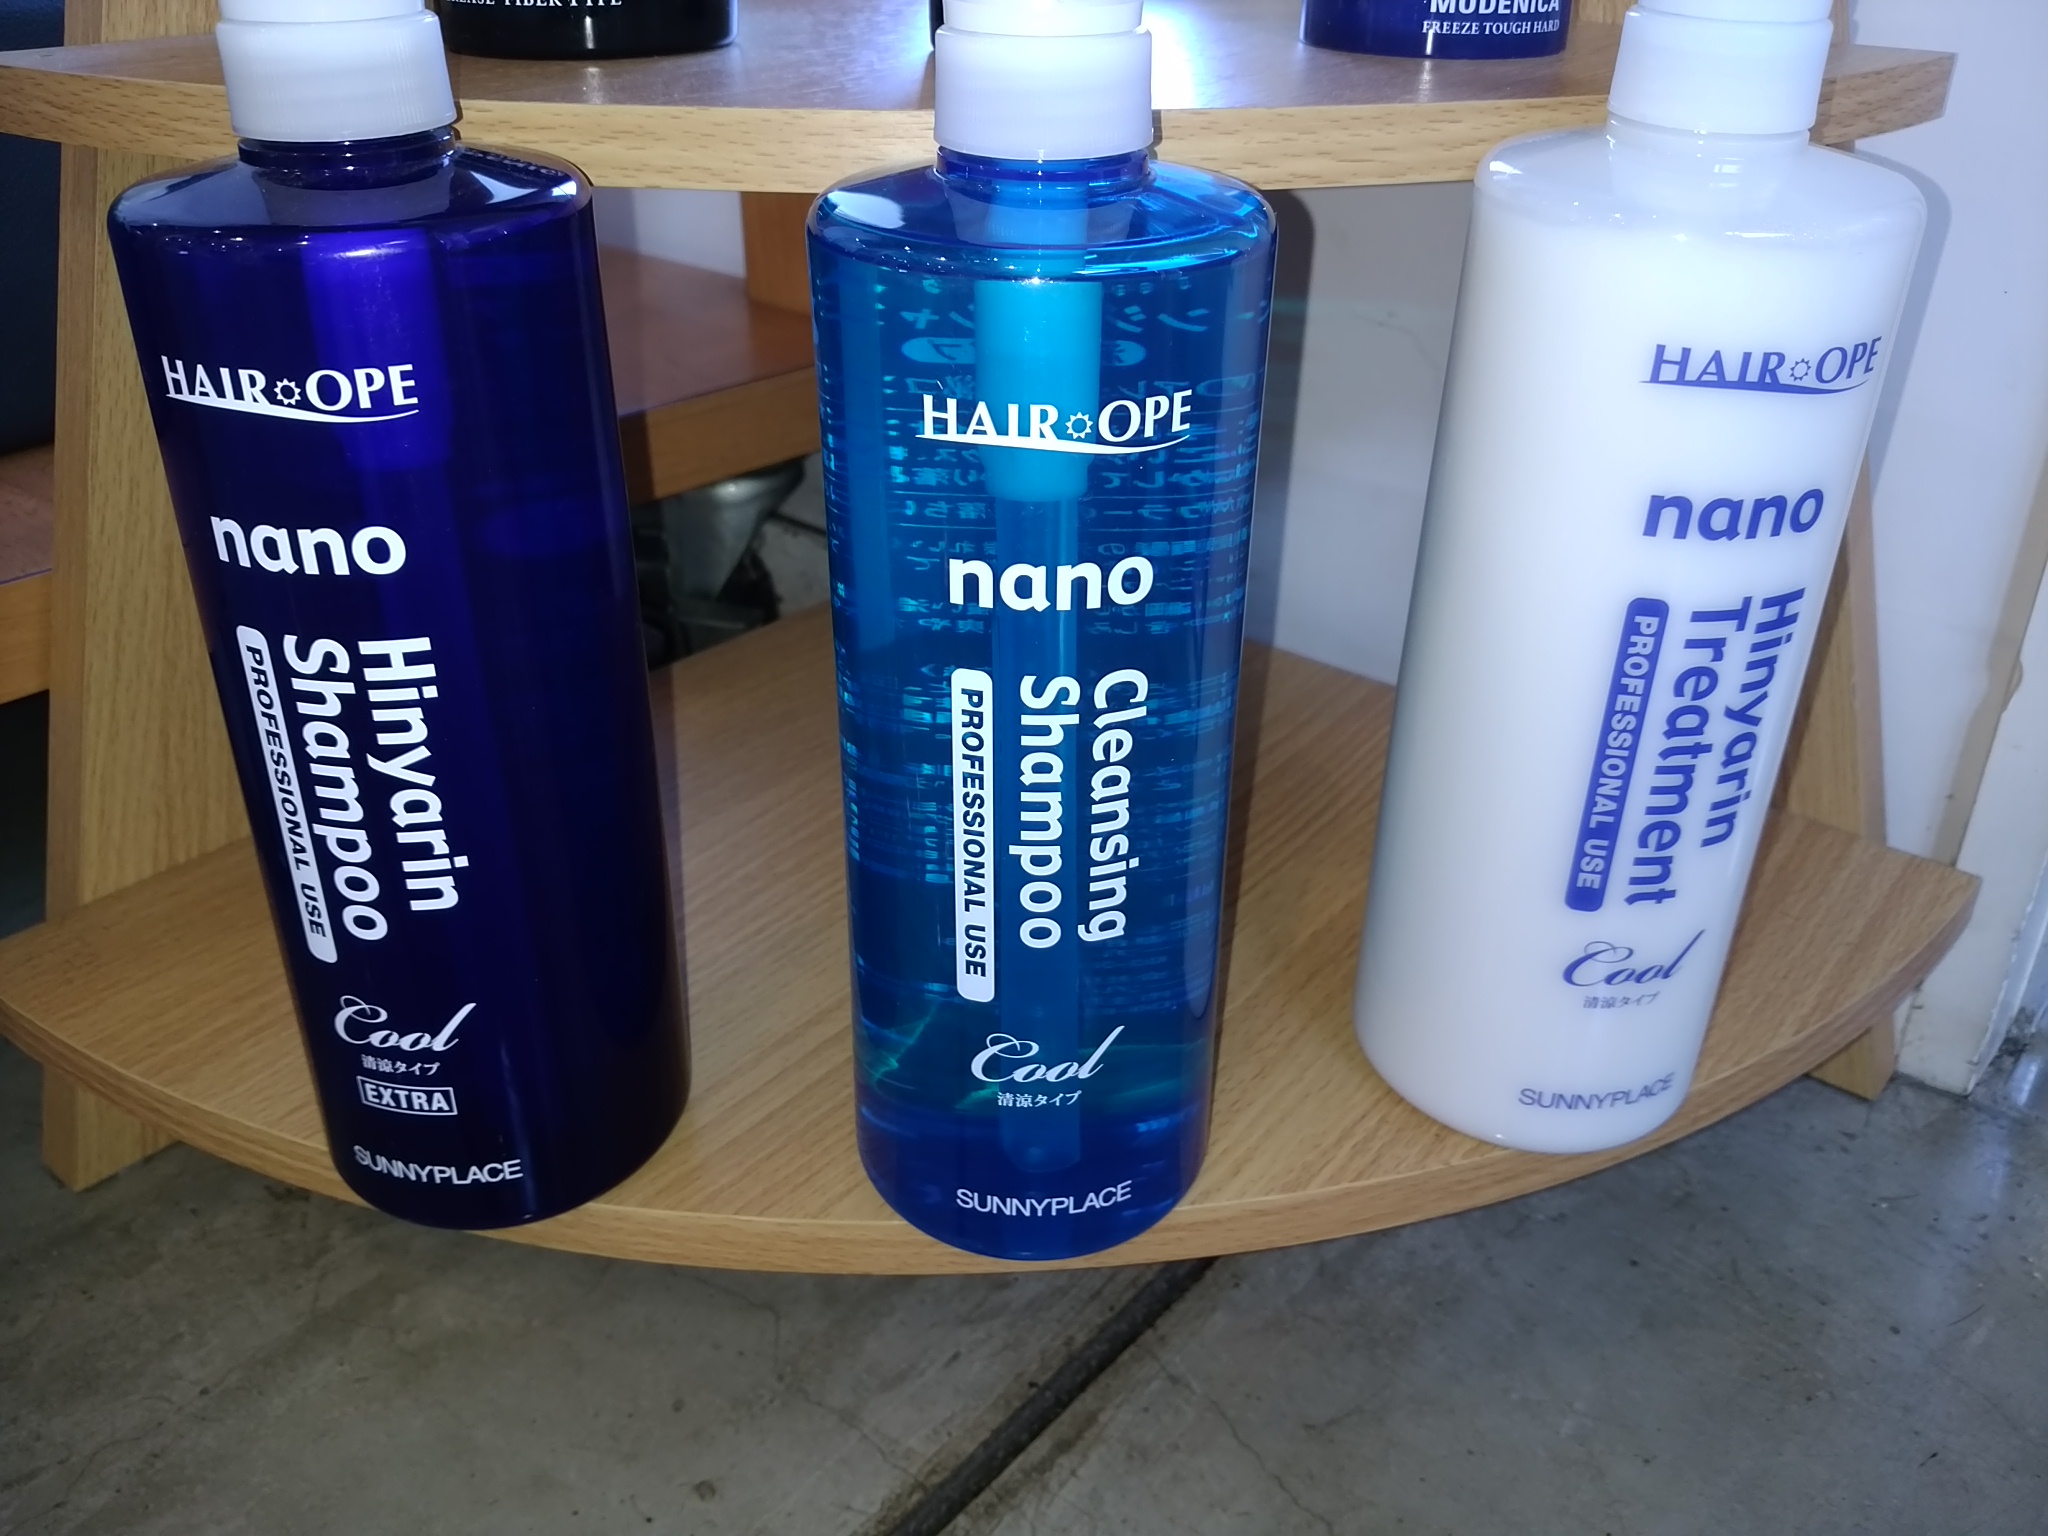 FIBER TYPE
MODENICA
FREEZE TOUGH HARD
HAIR OPE
nano
Hinyarin
Shampoo
PROFESSIONAL USE
Cool
清涼タイプ
EXTRA
SUNNYPLACE
HAIR OPE
nano
Cleansing
Shampoo
PROFESSIONAL USE
Cool
清涼タイプ
SUNNYPLACE
HAIR OPE
nano
Hinyarin
Treatment
PROFESSIONAL USE
Cool
清涼タイプ
SUNNYPLACE